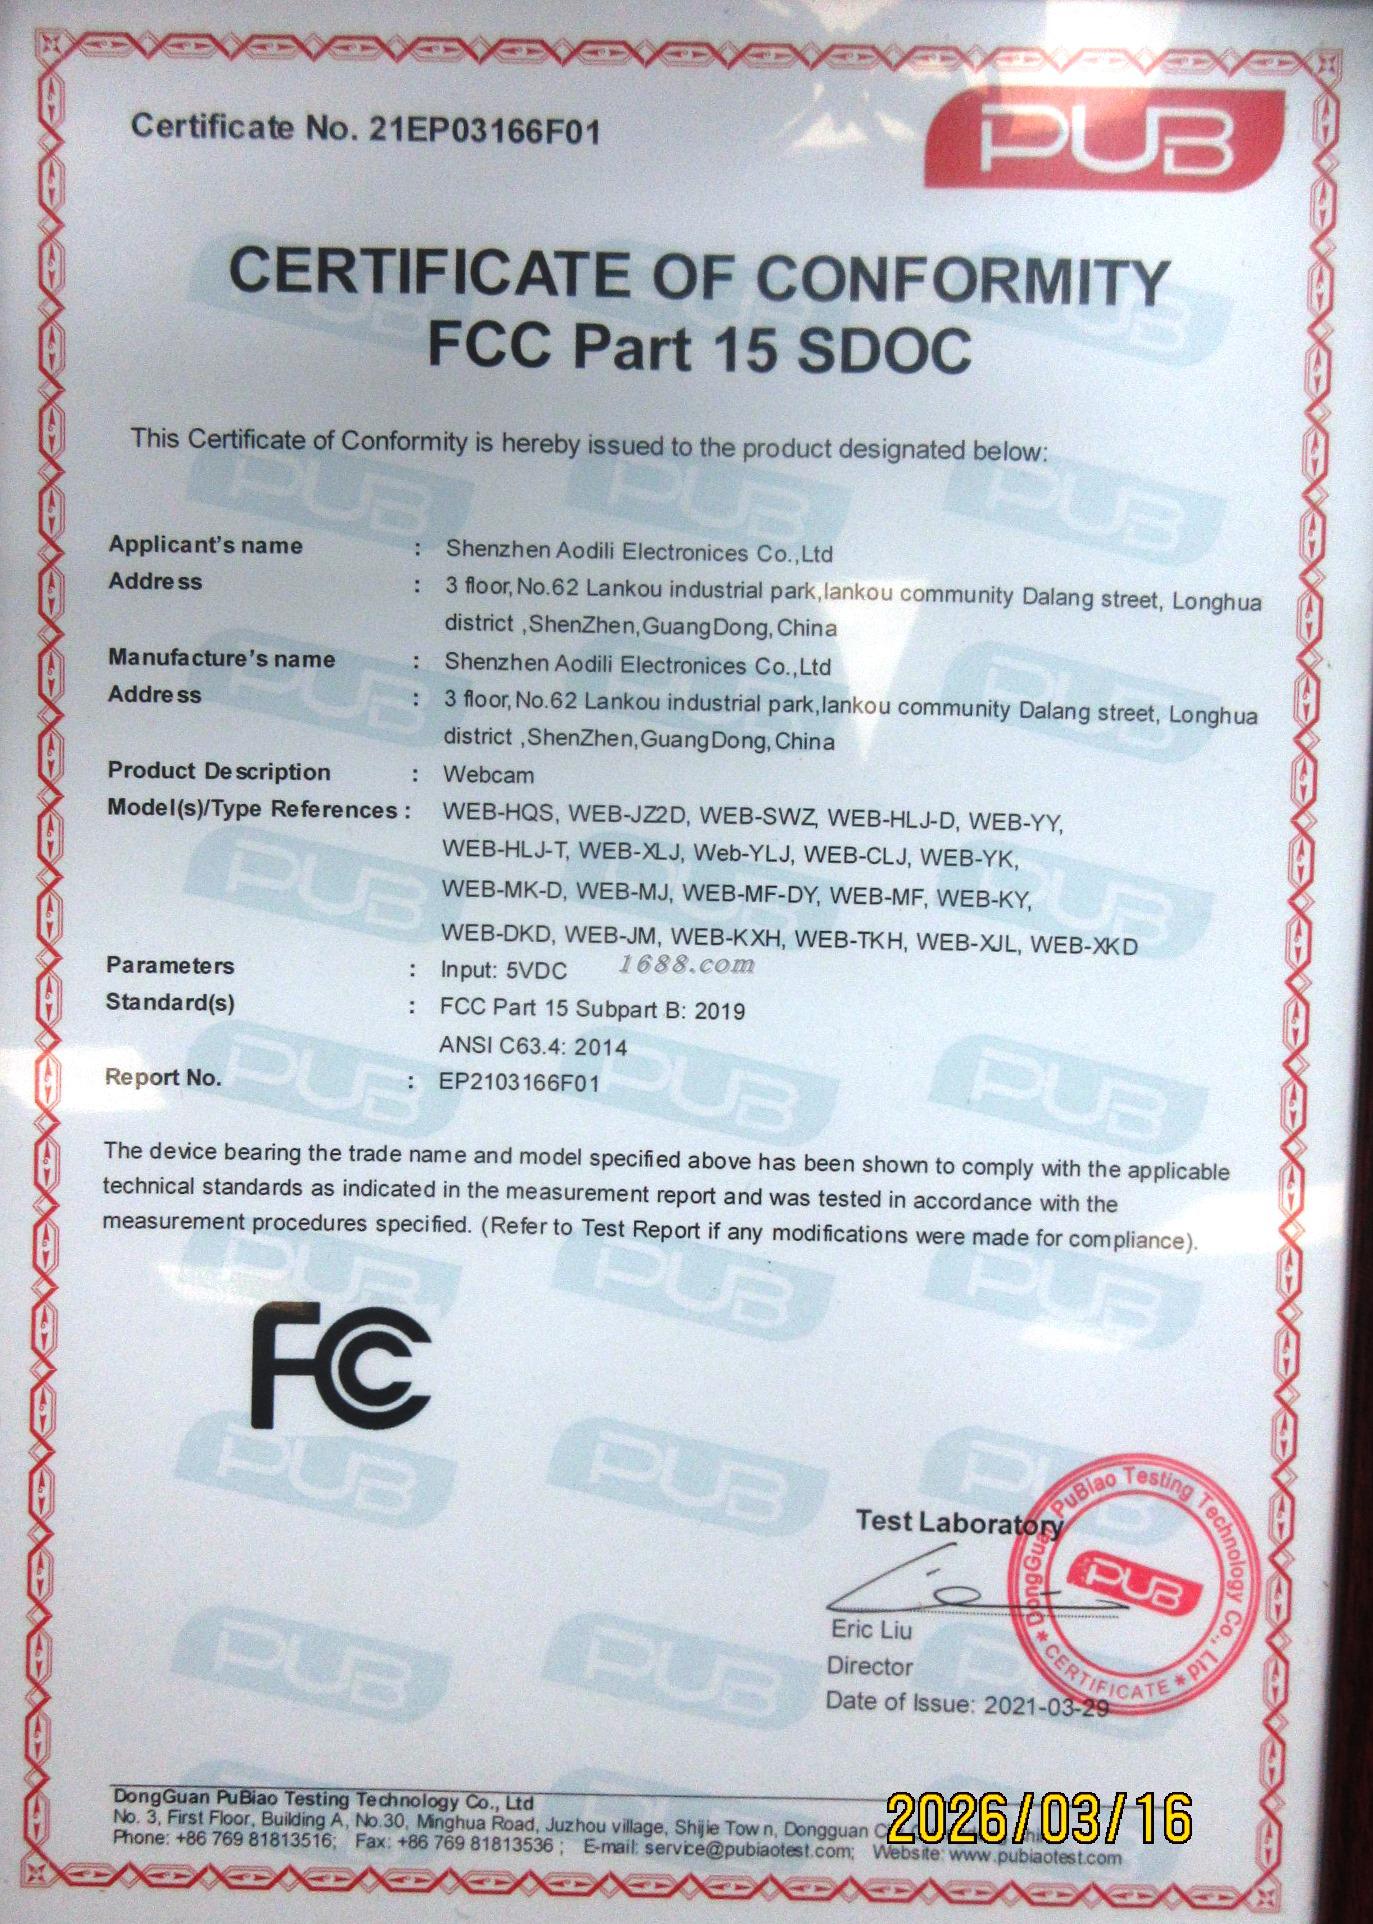 Certificate No. 21EP03166F01
PUB
CERTIFICATE OF CONFORMITY
FCC Part 15 SDOC
This Certificate of Conformity is hereby issued to the product designated below:
Applicant's name : Shenzhen Aodili Electronices Co.,Ltd
Address : 3 floor,No.62 Lankou industrial park,lankou community Dalang street, Longhua
district ,ShenZhen,GuangDong,China
Manufacture's name : Shenzhen Aodili Electronices Co.,Ltd
Address : 3 floor,No.62 Lankou industrial park,lankou community Dalang street, Longhua
district ,ShenZhen,GuangDong,China
Product Description : Webcam
Model(s)/Type References : WEB-HQS, WEB-JZ2D, WEB-SWZ, WEB-HLJ-D, WEB-YY,
WEB-HLJ-T, WEB-XLJ, Web-YLJ, WEB-CLJ, WEB-YK,
WEB-MK-D, WEB-MJ, WEB-MF-DY, WEB-MF, WEB-KY,
WEB-DKD, WEB-JM, WEB-KXH, WEB-TKH, WEB-XJL, WEB-XKD
1688.com
Parameters : Input: 5VDC
Standard(s) : FCC Part 15 Subpart B: 2019
ANSI C63.4: 2014
Report No. : EP2103166F01
The device bearing the trade name and model specified above has been shown to comply with the applicable
technical standards as indicated in the measurement report and was tested in accordance with the
measurement procedures specified. (Refer to Test Report if any modifications were made for compliance).
FCC
Test Laboratory
DongGuan PuBiao Testing Technology Co., Ltd
PUB
* CERTIFICATE *
Eric Liu
Director
Date of Issue: 2021-03-29
DongGuan PuBiao Testing Technology Co., Ltd
No. 3, First Floor, Building A, No.30, Minghua Road, Juzhou village, Shijie Town, Dongguan
Phone: +86 769 81813516; Fax: +86 769 81813536 ; E-mail: service@pubiaotest.com; Website: www.pubiaotest.com
2026/03/16